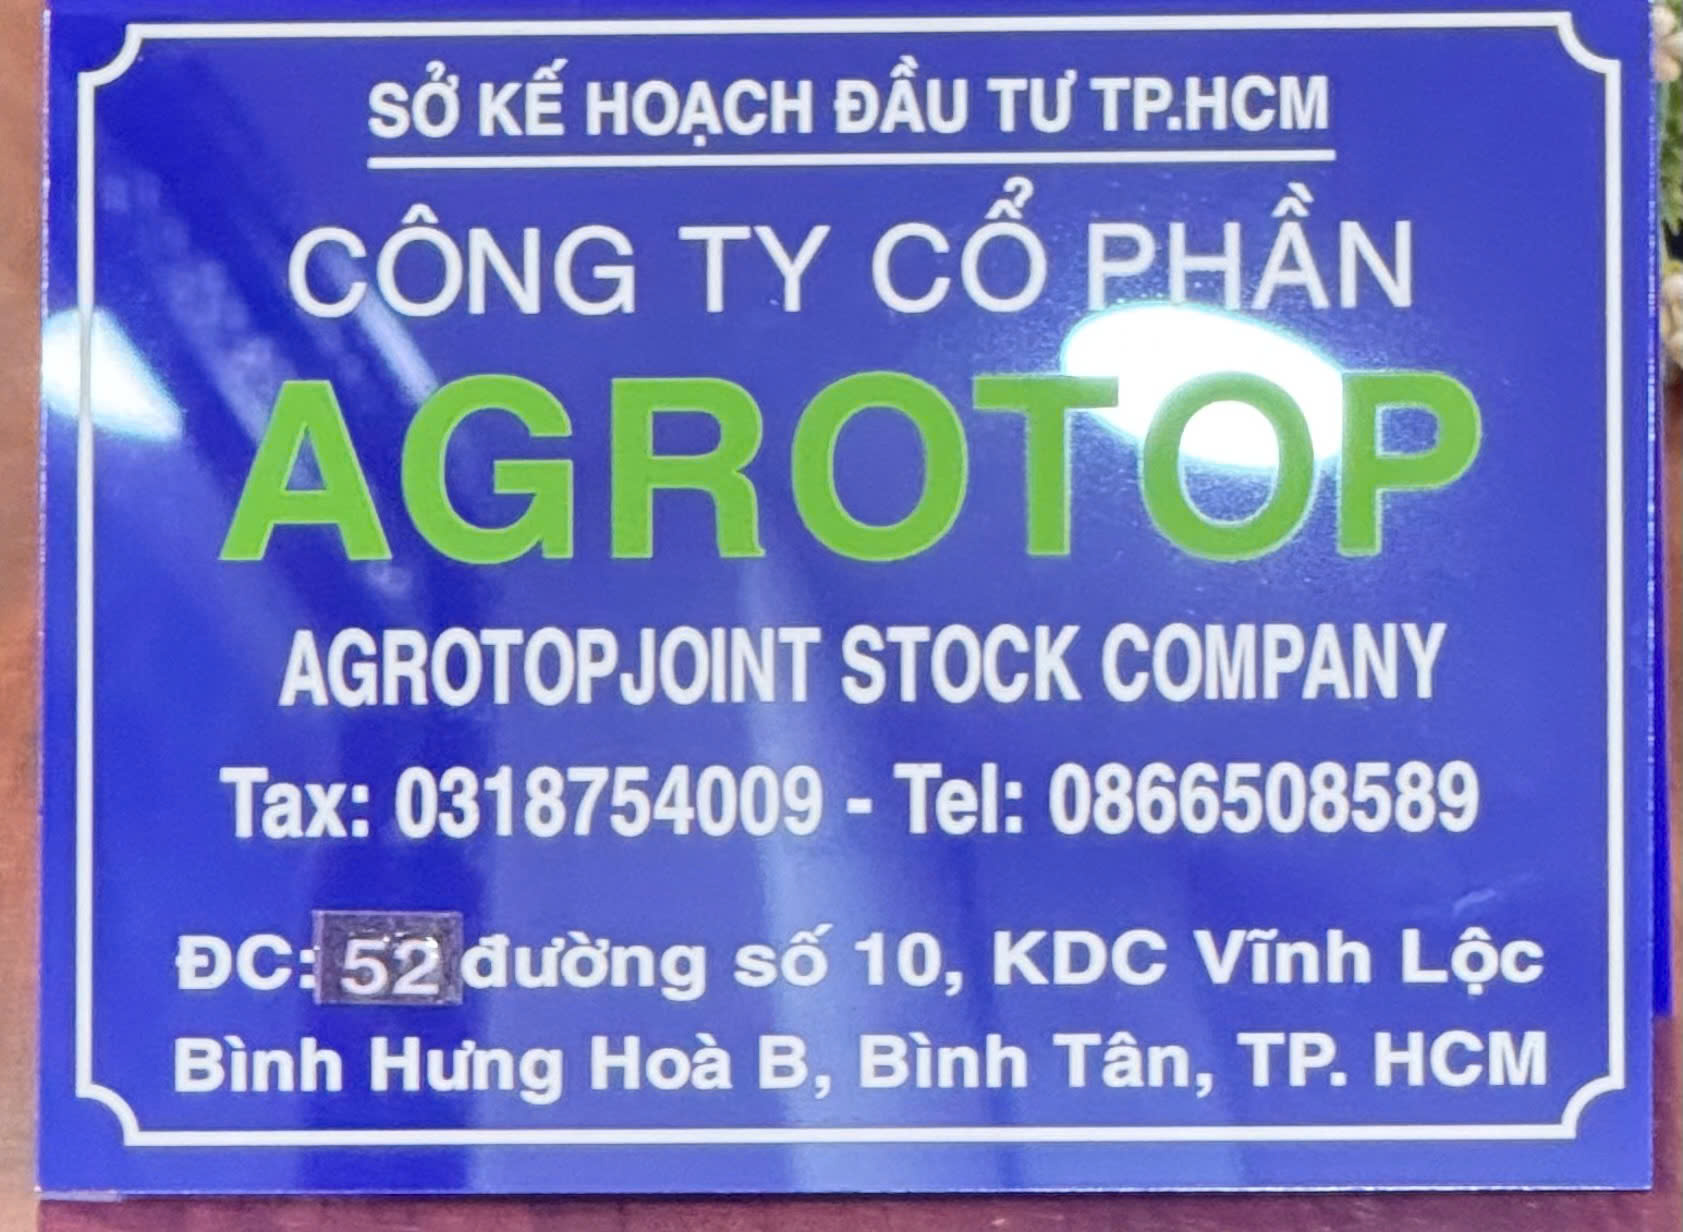 SỞ KẾ HOẠCH ĐẦU TƯ TP.HCM
CÔNG TY CỔ PHẦN
AGROTOP
AGROTOPJOINT STOCK COMPANY
Tax: 0318754009 - Tel: 0866508589
ĐC: 52 đường số 10, KDC Vĩnh Lộc
Bình Hưng Hoà B, Bình Tân, TP. HCM